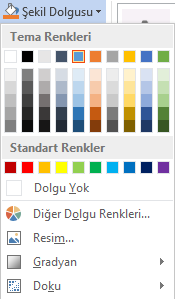 Şekil Dolgusu
Tema Renkleri
Standart Renkler
Dolgu Yok
Diğer Dolgu Renkleri...
Resim...
Gradyan
Doku